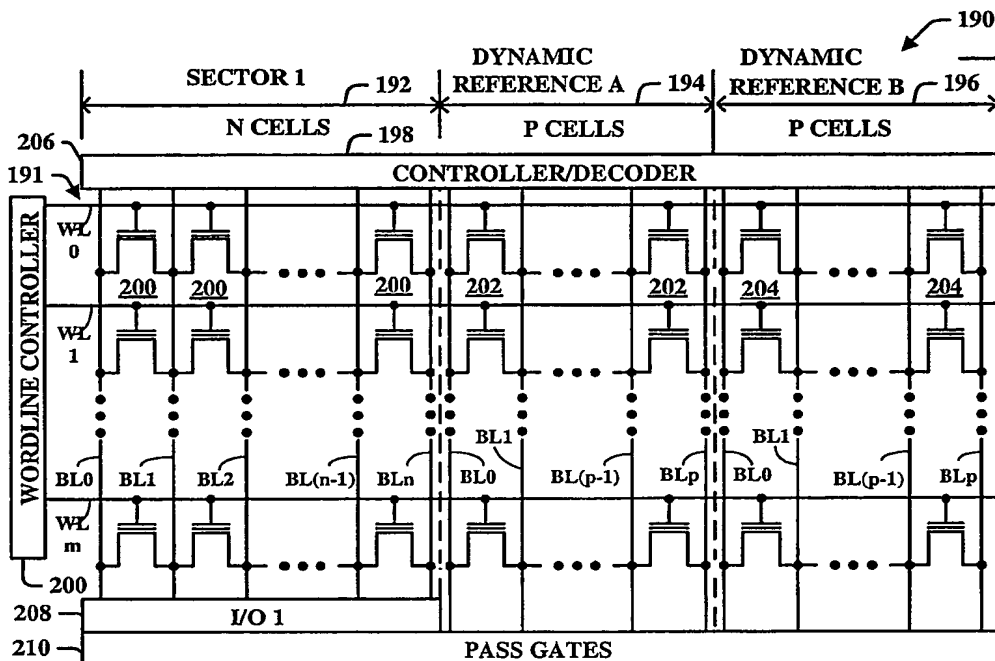 190
DYNAMIC DYNAMIC
SECTOR 1 REFERENCE A REFERENCE B
192 194 196
N CELLS P CELLS P CELLS
206 198
CONTROLLER/DECODER
191
WORDLINE CONTROLLER
WL
0
200 200 200 202 202 204 204
WL
1
BL1 BL1
BL0 BL1 BL2 BL(n-1) BLn BL0 BL(p-1) BLp BL0 BL(p-1) BLp
WL
m
200
208 I/O 1
210 PASS GATES